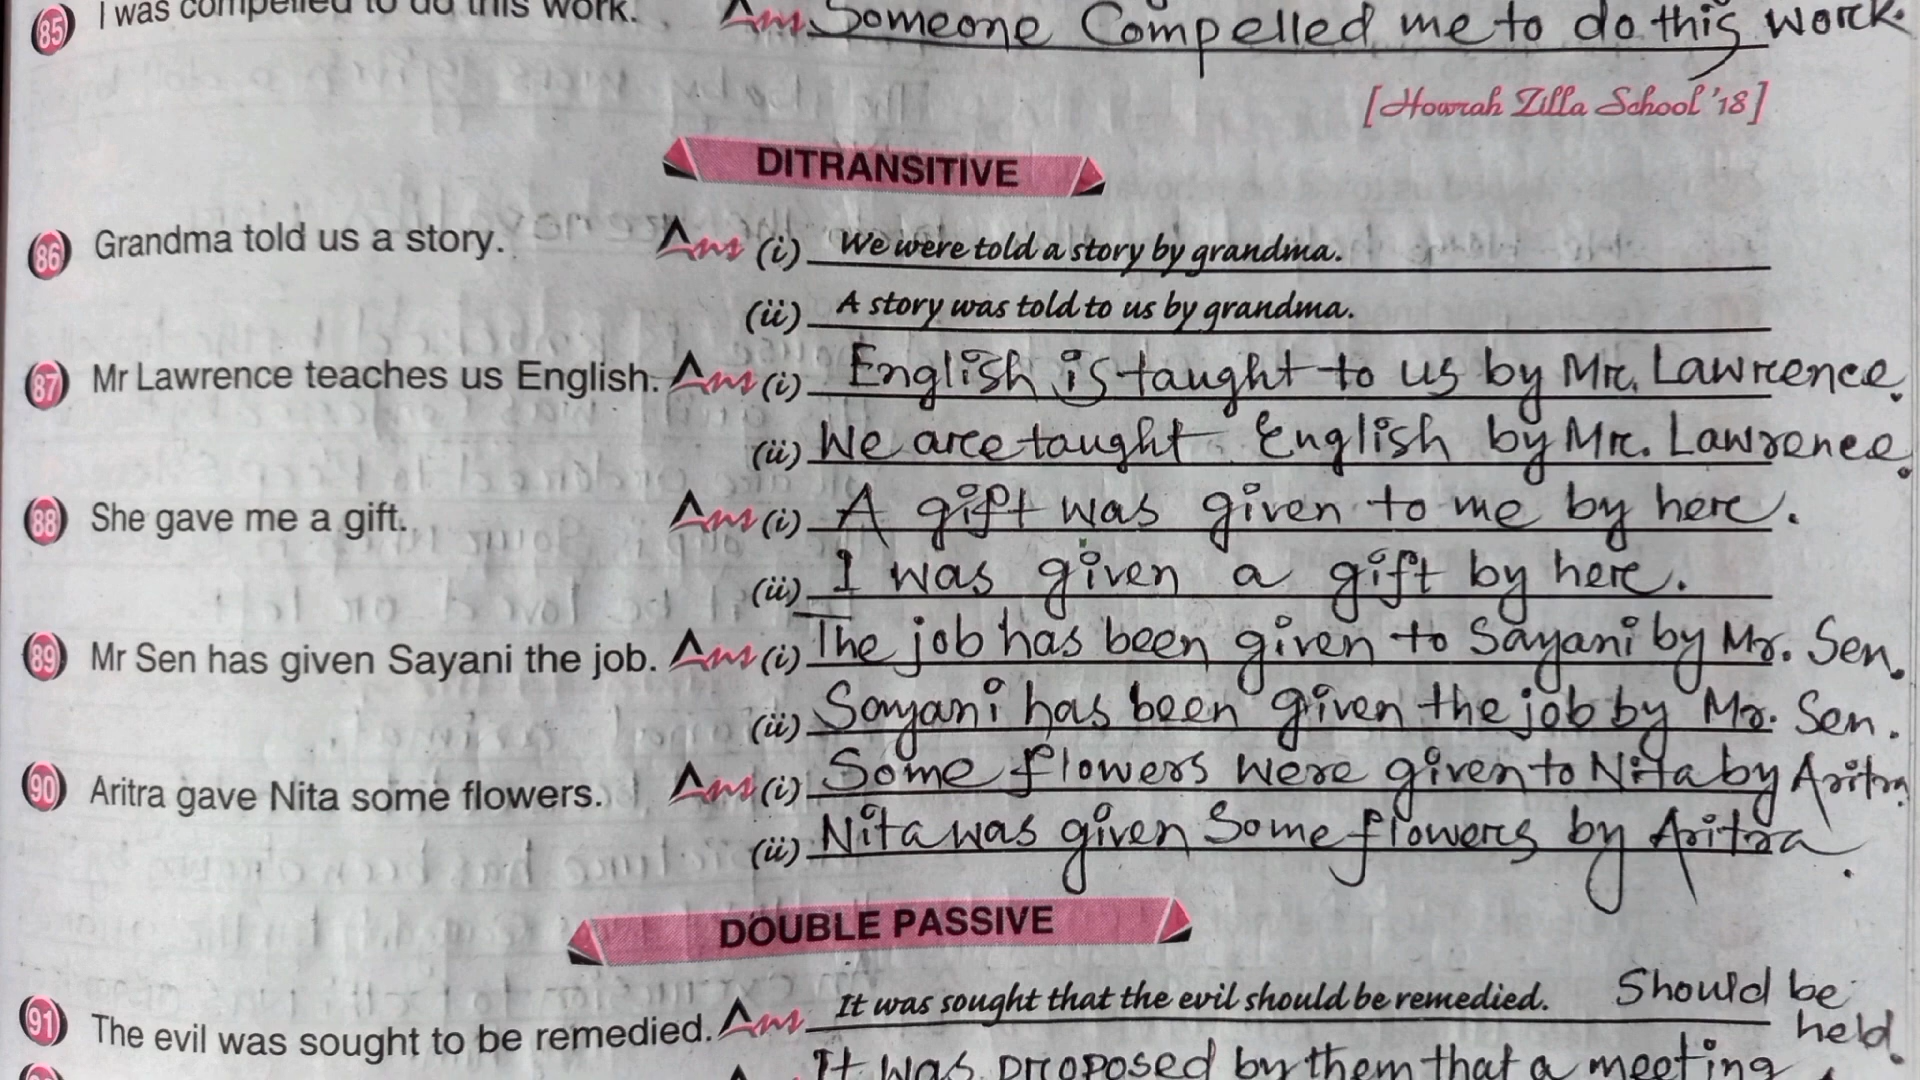 85 I was compelled to do this work. Ans Someone Compelled me to do this work.
[Howrah Zilla School '18]
DITRANSITIVE
86 Grandma told us a story. Ans (i) We were told a story by grandma.
(ii) A story was told to us by grandma.
87 Mr Lawrence teaches us English. Ans (i) English is taught to us by Mr. Lawrence.
(ii) We are taught English by Mr. Lawrence.
88 She gave me a gift. Ans (i) A gift was given to me by her.
(ii) I was given a gift by her.
89 Mr Sen has given Sayani the job. Ans (i) The job has been given to Sayani by Mr. Sen.
(ii) Sayani has been given the job by Mr. Sen.
90 Aritra gave Nita some flowers. Ans (i) Some flowers were given to Nita by Aritra.
(ii) Nita was given Some flowers by Aritra.
DOUBLE PASSIVE
91 The evil was sought to be remedied. Ans It was sought that the evil should be remedied.
Should be
held.
It was proposed by them that a meeting